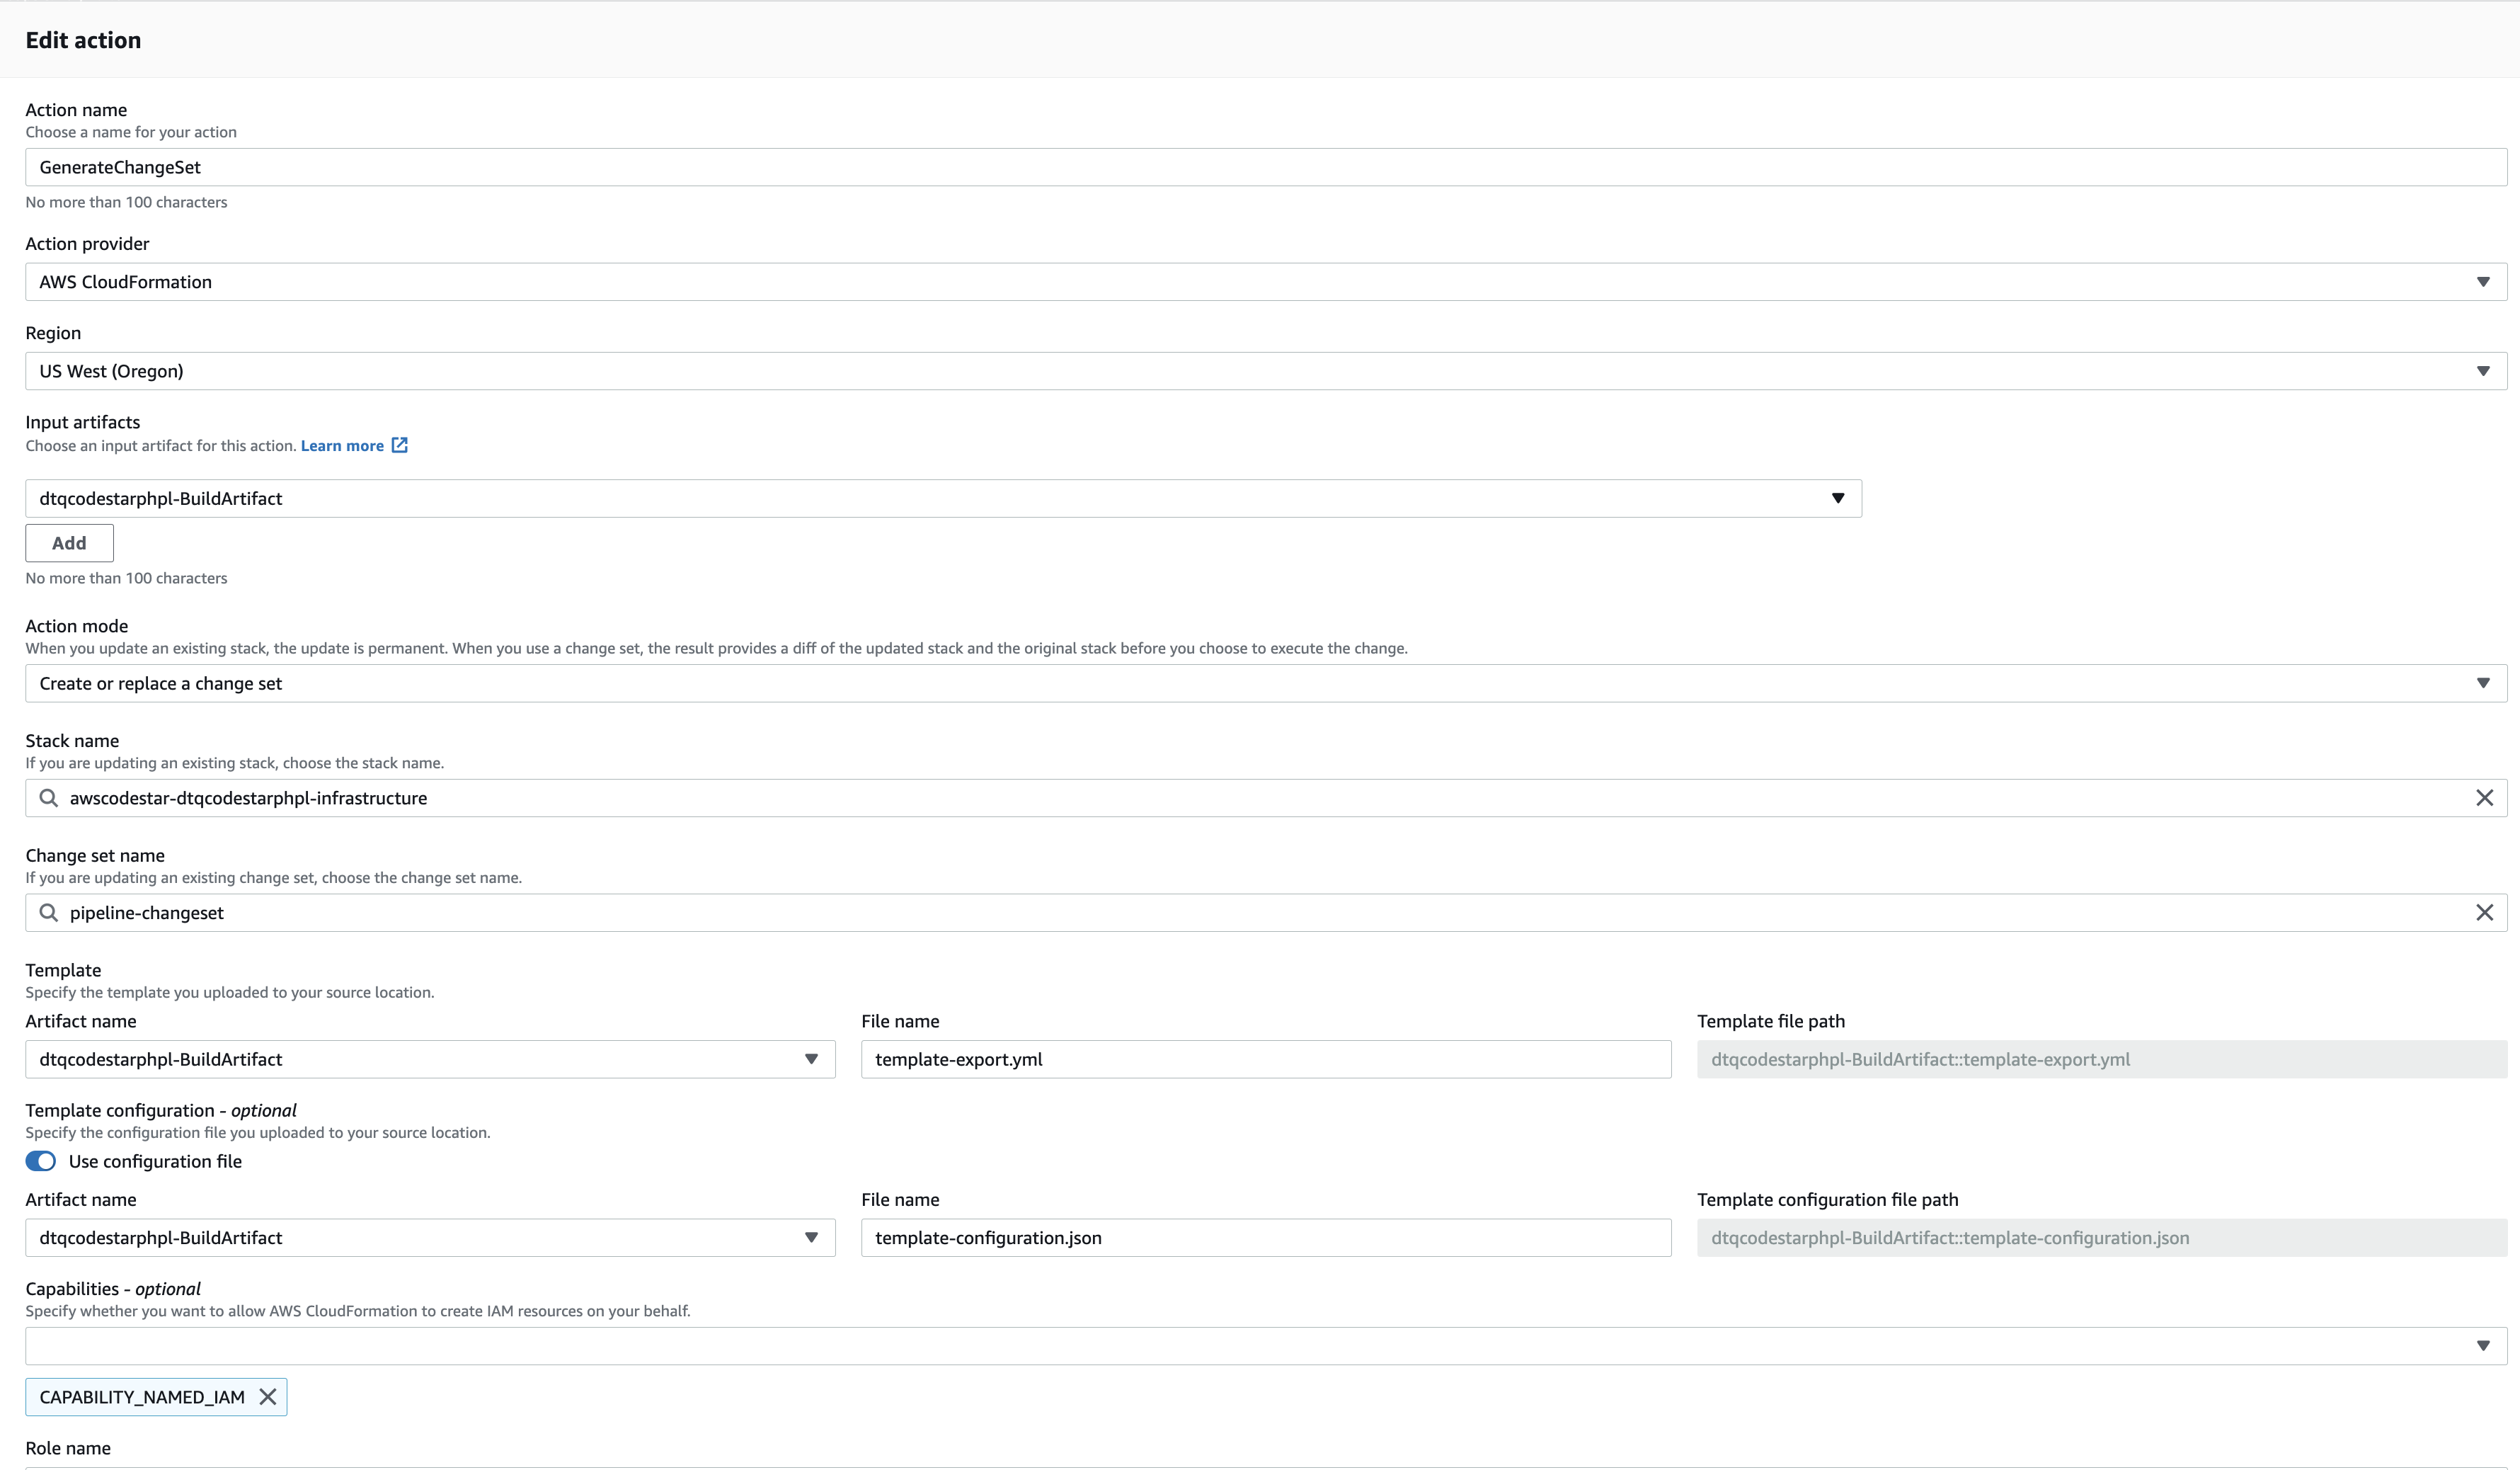 Edit action
Action name
Choose a name for your action
GenerateChangeSet
No more than 100 characters
Action provider
AWS CloudFormation
Region
US West (Oregon)
Input artifacts
Choose an input artifact for this action. Learn more
dtqcodestarphpl-BuildArtifact
Add
No more than 100 characters
Action mode
When you update an existing stack, the update is permanent. When you use a change set, the result provides a diff of the updated stack and the original stack before you choose to execute the change.
Create or replace a change set
Stack name
If you are updating an existing stack, choose the stack name.
awscodestar-dtqcodestarphpl-infrastructure
Change set name
If you are updating an existing change set, choose the change set name.
pipeline-changeset
Template
Specify the template you uploaded to your source location.
Artifact name File name Template file path
dtqcodestarphpl-BuildArtifact template-export.yml dtqcodestarphpl-BuildArtifact::template-export.yml
Template configuration - optional
Specify the configuration file you uploaded to your source location.
Use configuration file
Artifact name File name Template configuration file path
dtqcodestarphpl-BuildArtifact template-configuration.json dtqcodestarphpl-BuildArtifact::template-configuration.json
Capabilities - optional
Specify whether you want to allow AWS CloudFormation to create IAM resources on your behalf.
CAPABILITY_NAMED_IAM
Role name